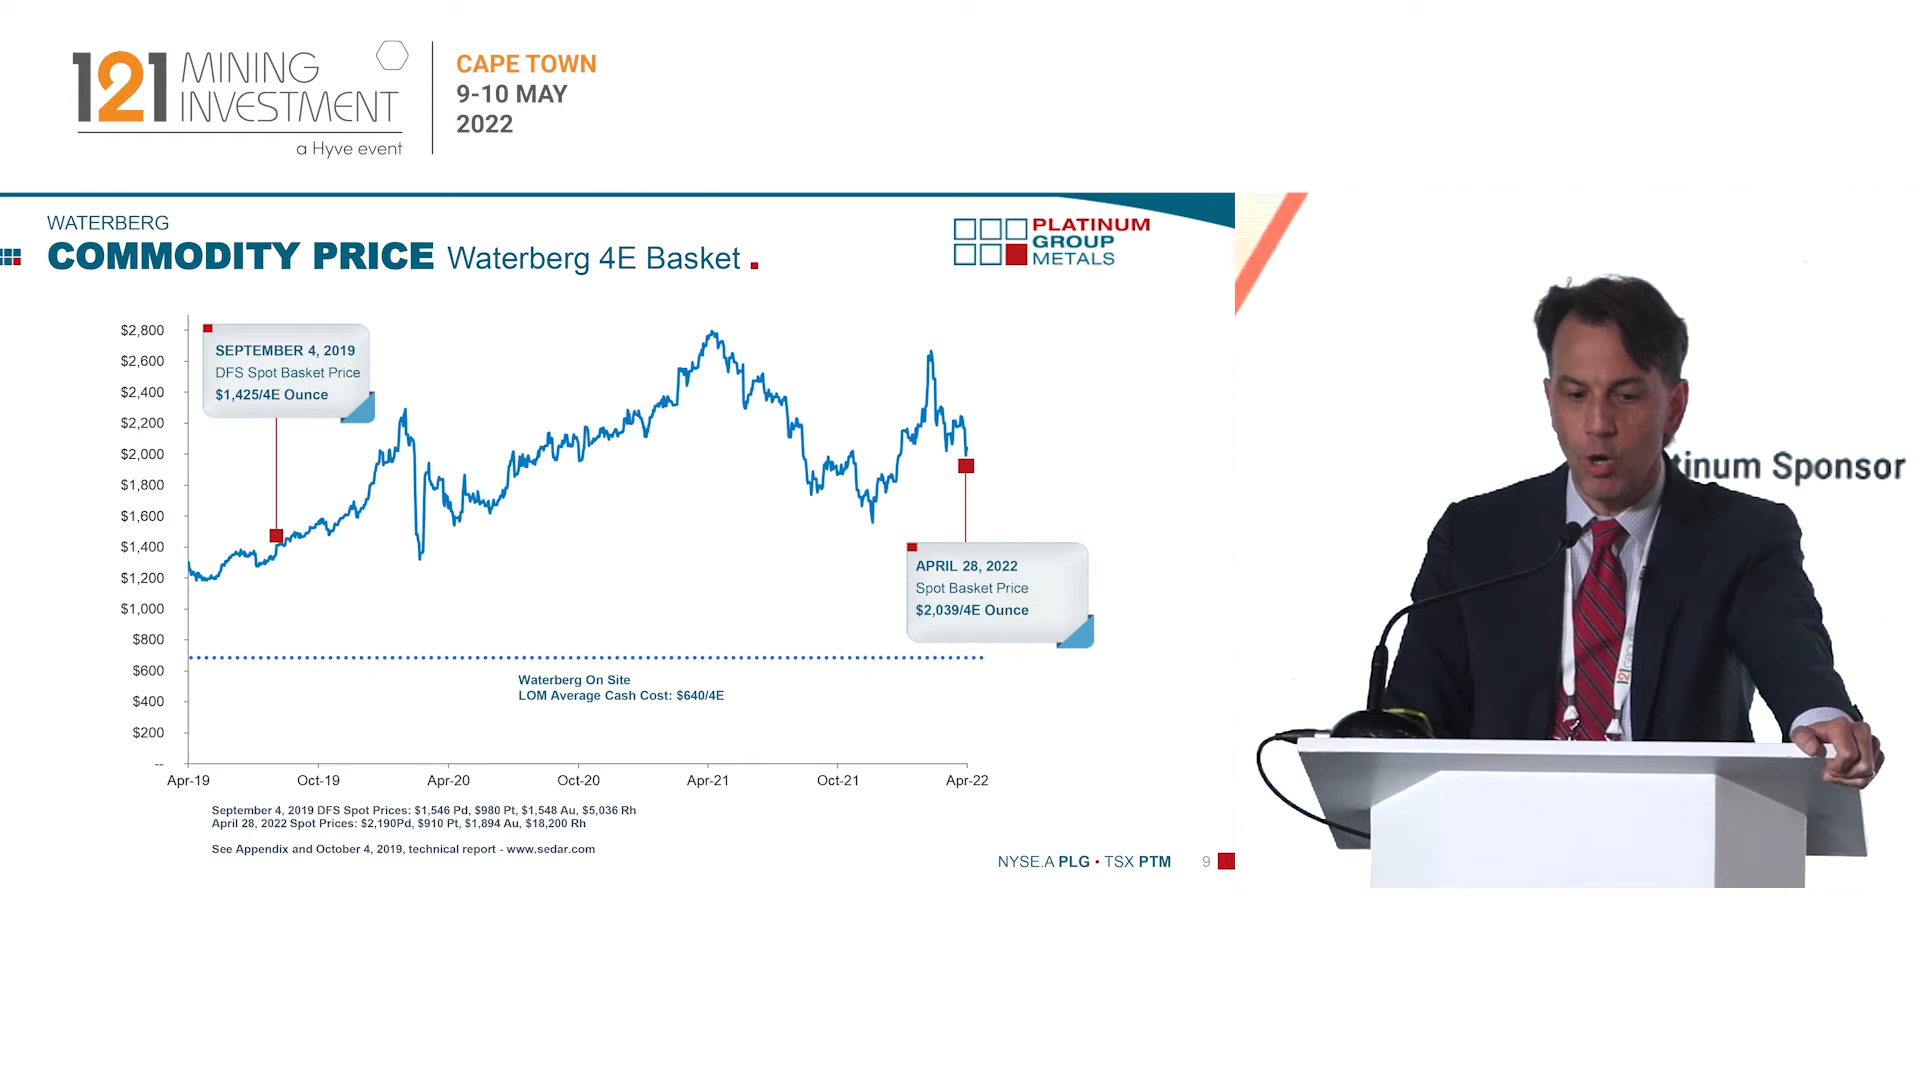 121 MINING INVESTMENT
a Hyve event
CAPE TOWN
9-10 MAY
2022
WATERBERG
COMMODITY PRICE Waterberg 4E Basket
PLATINUM
GROUP
METALS
$2,800
$2,600
$2,400
$2,200
$2,000
$1,800
$1,600
$1,400
$1,200
$1,000
$800
$600
$400
$200
--
SEPTEMBER 4, 2019
DFS Spot Basket Price
$1,425/4E Ounce
APRIL 28, 2022
Spot Basket Price
$2,039/4E Ounce
Waterberg On Site
LOM Average Cash Cost: $640/4E
Apr-19 Oct-19 Apr-20 Oct-20 Apr-21 Oct-21 Apr-22
September 4, 2019 DFS Spot Prices: $1,546 Pd, $980 Pt, $1,548 Au, $5,036 Rh
April 28, 2022 Spot Prices: $2,190Pd, $910 Pt, $1,894 Au, $18,200 Rh
See Appendix and October 4, 2019, technical report - www.sedar.com
NYSE.A PLG • TSX PTM 9
tinum Sponsor
121 GROUP